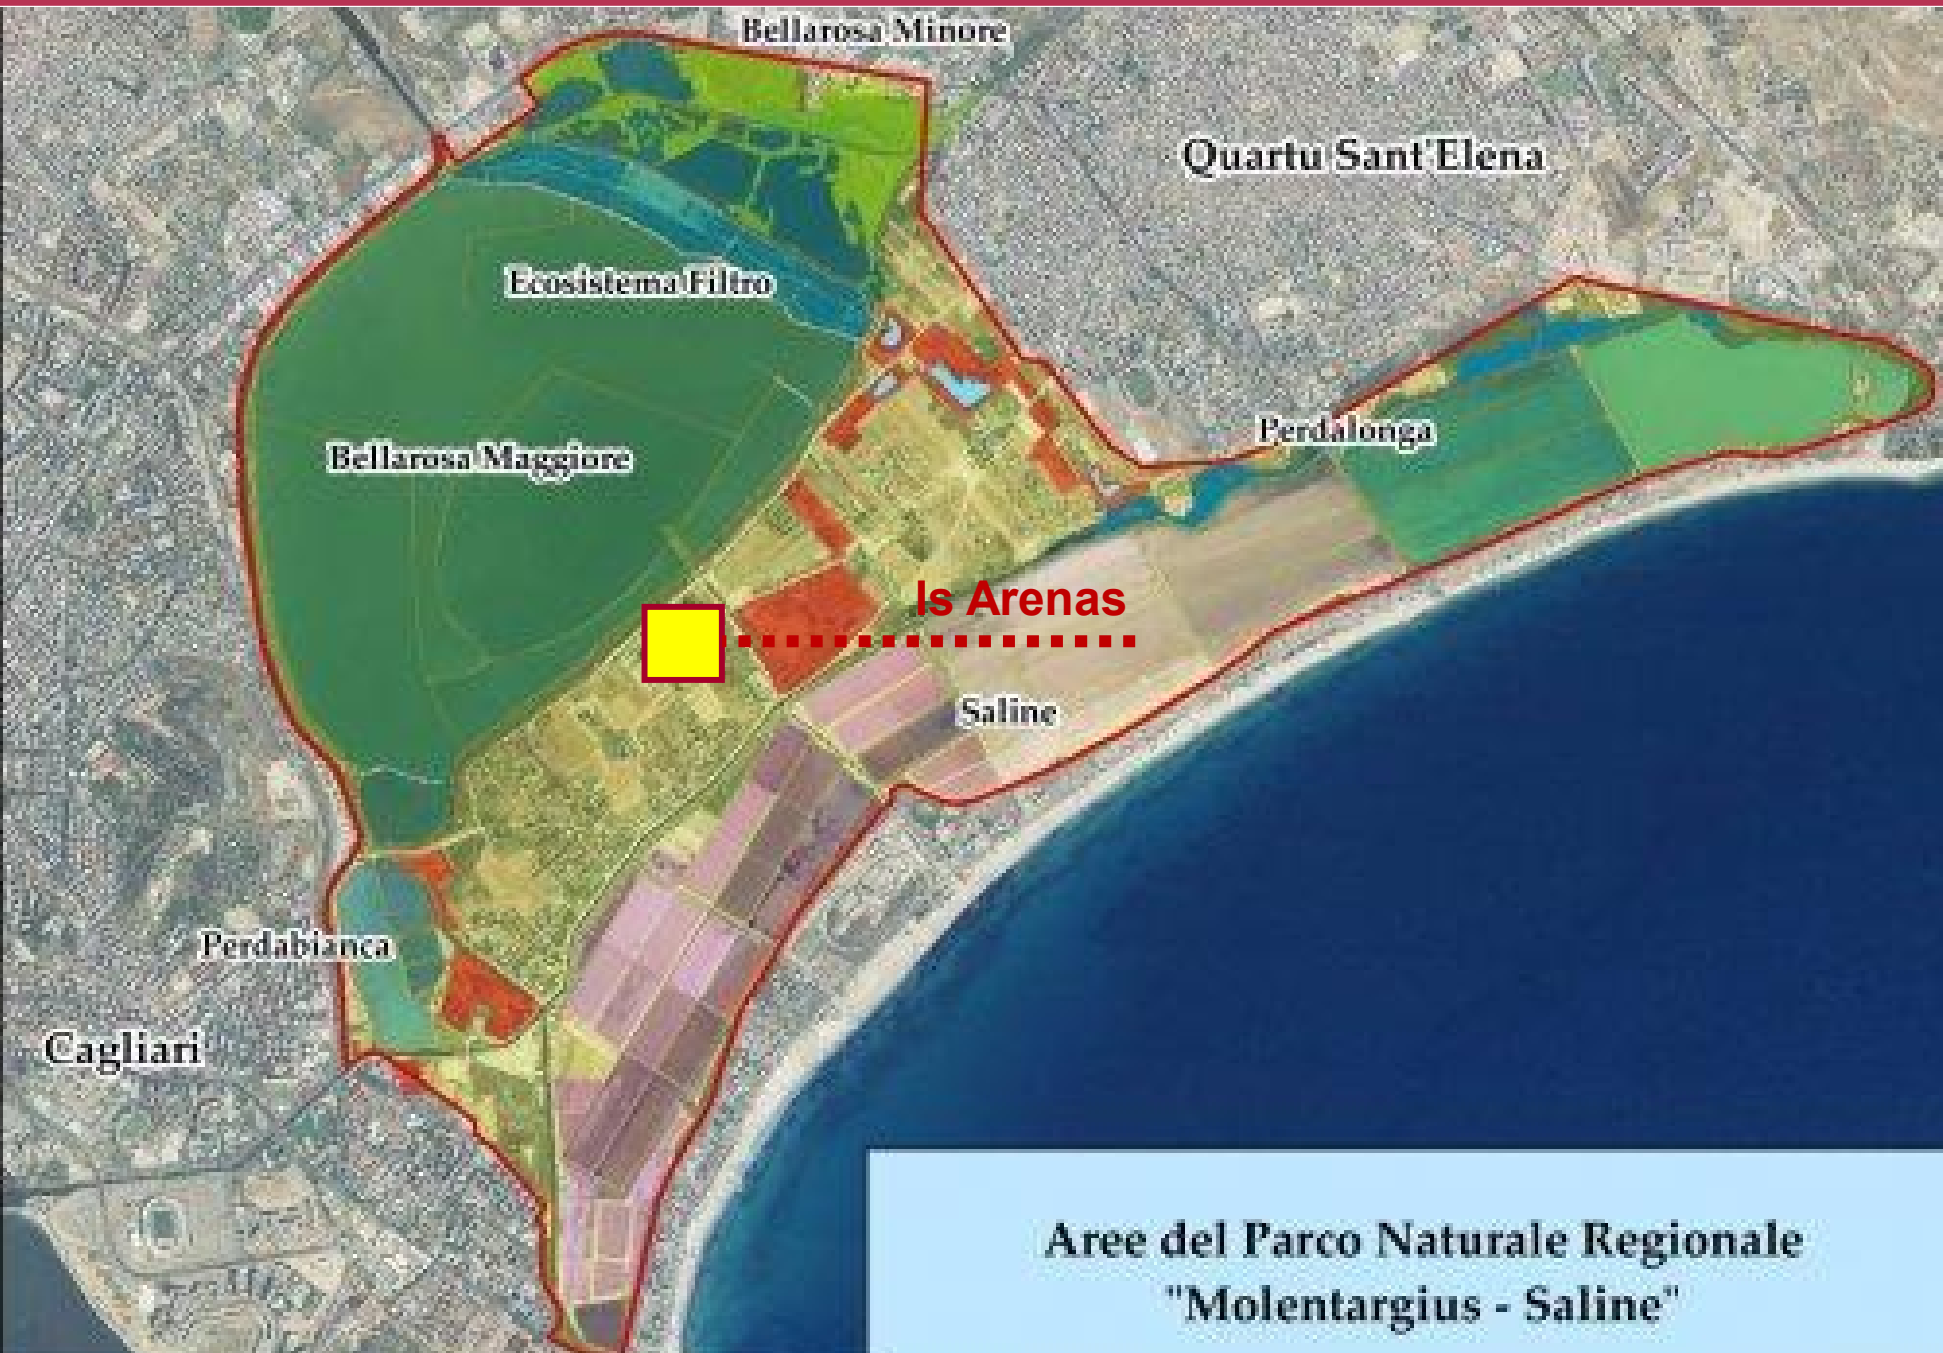 Bellarosa Minore
Quartu Sant'Elena
Ecosistema Filtro
Perdalonga
Bellarosa Maggiore
Is Arenas
Saline
Perdabianca
Cagliari
Aree del Parco Naturale Regionale
"Molentargius - Saline"